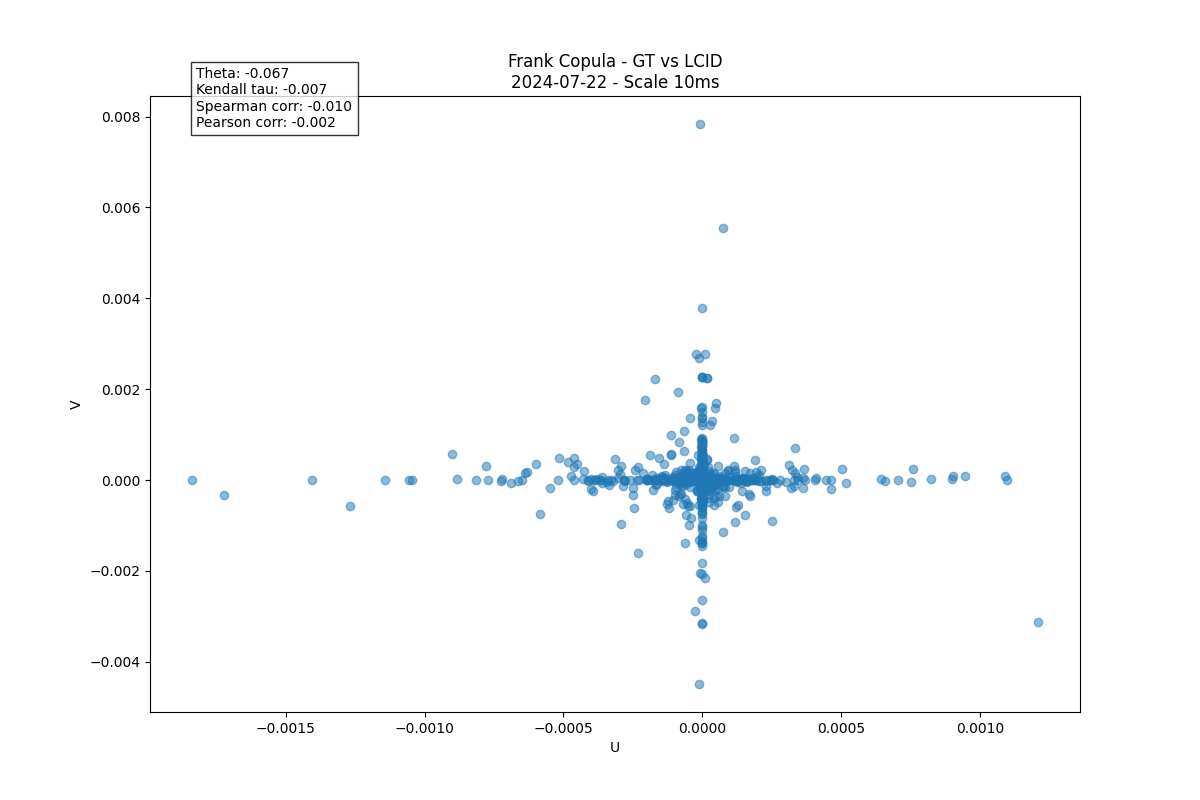 Frank Copula - GT vs LCID
2024-07-22 - Scale 10ms
Theta: -0.067
Kendall tau: -0.007
Spearman corr: -0.010
Pearson corr: -0.002
0.008
0.006
0.004
0.002
0.000
−0.002
−0.004
V
−0.0015
−0.0010
−0.0005
0.0000
0.0005
0.0010
U